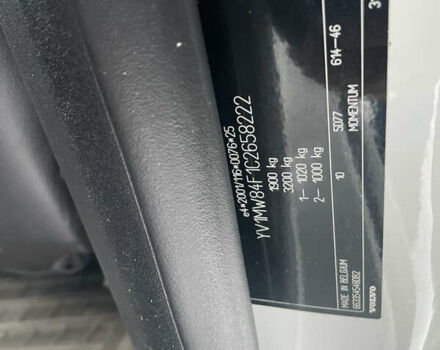 e4*2001/116*0076*25
YV1MW84F1C2658222
1900 kg
3200 kg
1— 1020 kg
2— 1000 kg
10 5D77 614—46
MOMENTUM
MADE IN BELGIUM
VOLVO